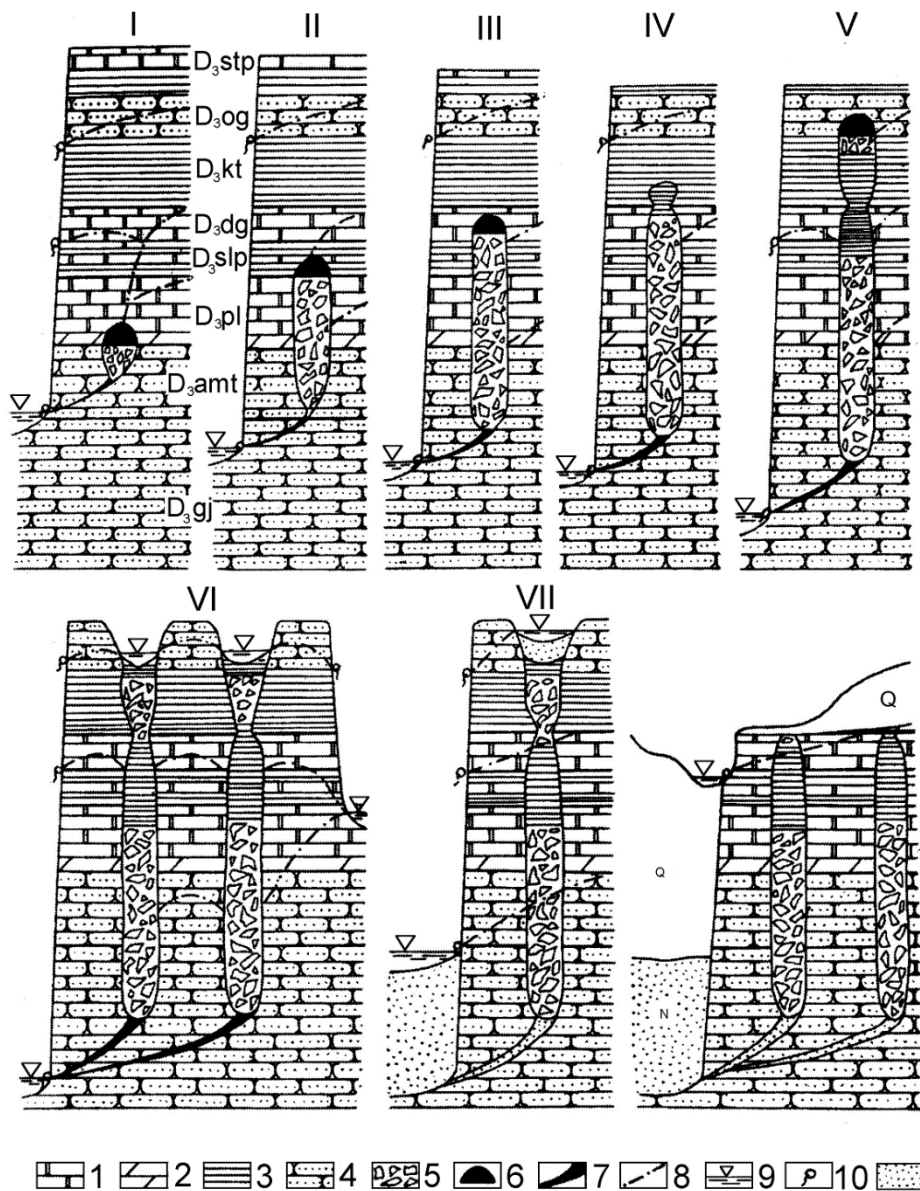 I II III IV V
D₃stp
D₃og
D₃kt
D₃dg
D₃slp
D₃pl
D₃amt
D₃gj
VI VII
Q
Q
N
1 2 3 4 5 6 7 8 9 10